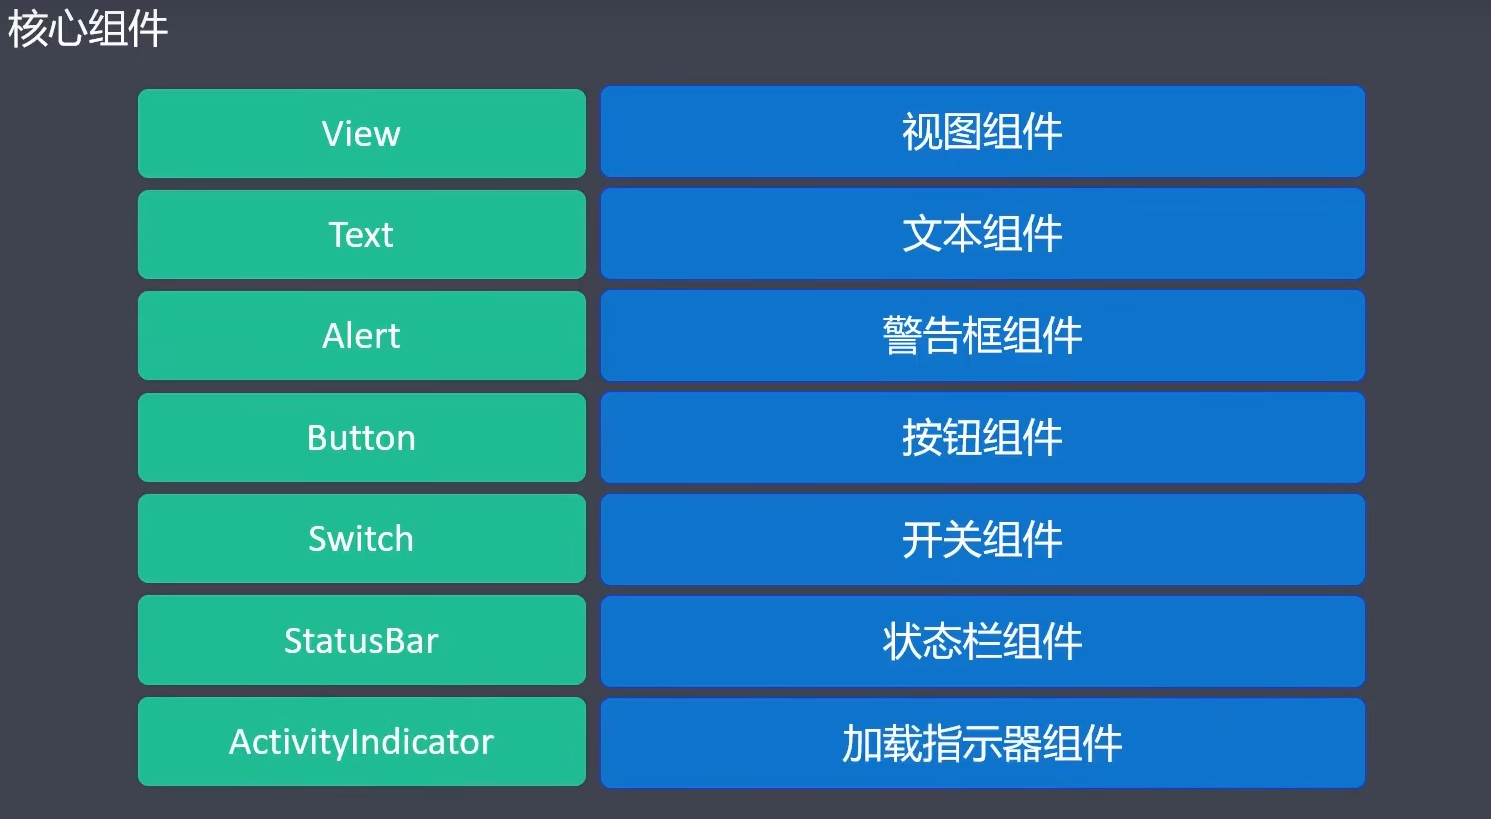 核心组件
View
视图组件
Text
文本组件
Alert
警告框组件
Button
按钮组件
Switch
开关组件
StatusBar
状态栏组件
ActivityIndicator
加载指示器组件